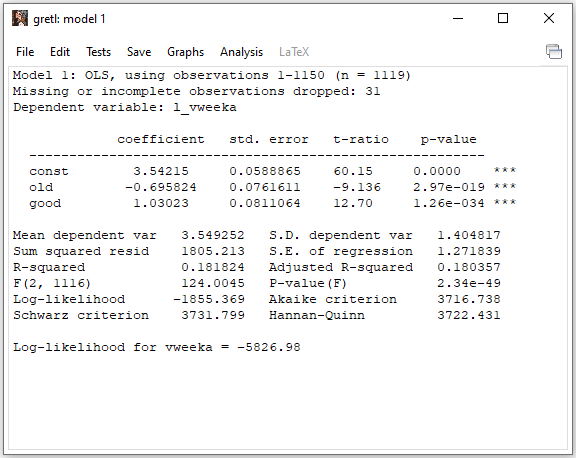 gretl: model 1
File Edit Tests Save Graphs Analysis LaTeX
Model 1: OLS, using observations 1-1150 (n = 1119)
Missing or incomplete observations dropped: 31
Dependent variable: l_vweeka
coefficient std. error t-ratio p-value
const 3.54215 0.0588865 60.15 0.0000 ***
old -0.695824 0.0761611 -9.136 2.97e-019 ***
good 1.03023 0.0811064 12.70 1.26e-034 ***
Mean dependent var 3.549252 S.D. dependent var 1.404817
Sum squared resid 1805.213 S.E. of regression 1.271839
R-squared 0.181824 Adjusted R-squared 0.180357
F(2, 1116) 124.0045 P-value(F) 2.34e-49
Log-likelihood -1855.369 Akaike criterion 3716.738
Schwarz criterion 3731.799 Hannan-Quinn 3722.431
Log-likelihood for vweeka = -5826.98